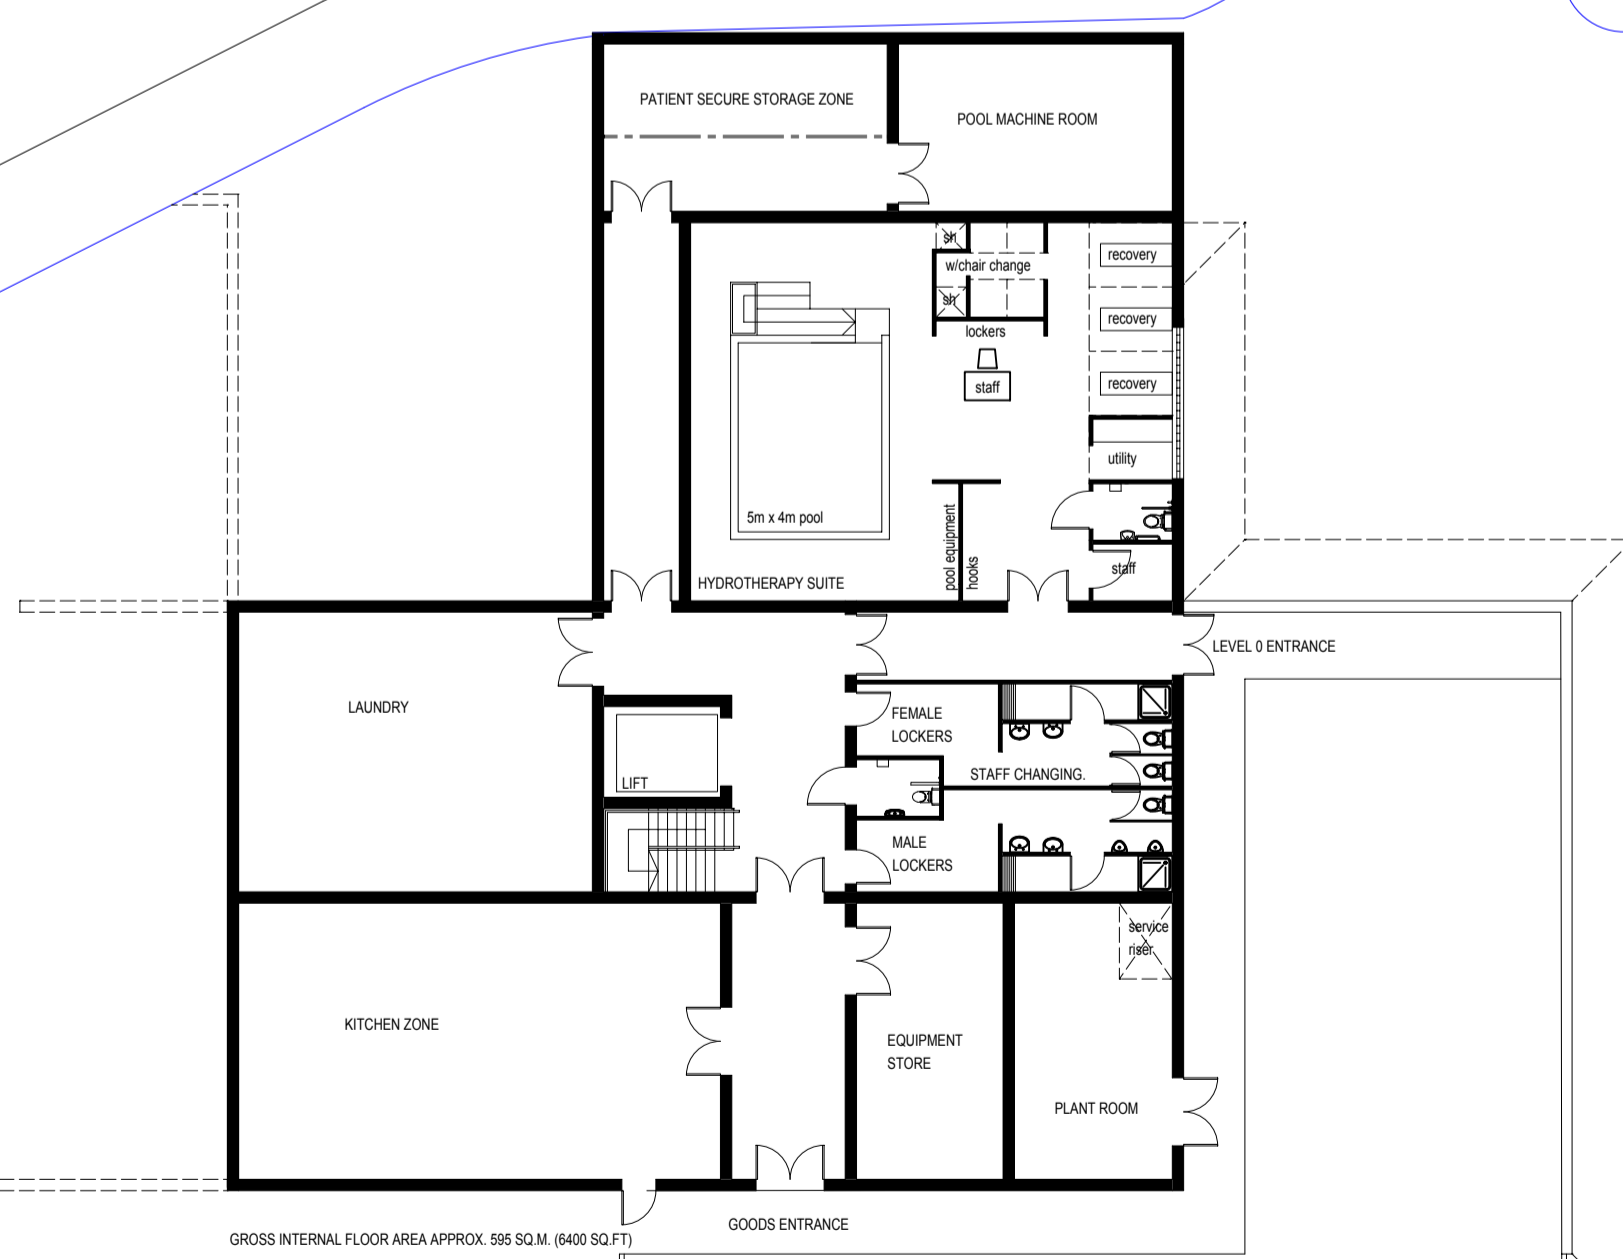 PATIENT SECURE STORAGE ZONE
POOL MACHINE ROOM
sh
w/chair change
sh
lockers
staff
recovery
recovery
recovery
utility
5m x 4m pool
pool equipment
hooks
staff
HYDROTHERAPY SUITE
LEVEL 0 ENTRANCE
LAUNDRY
FEMALE
LOCKERS
LIFT
STAFF CHANGING.
MALE
LOCKERS
service
riser
KITCHEN ZONE
EQUIPMENT
STORE
PLANT ROOM
GOODS ENTRANCE
GROSS INTERNAL FLOOR AREA APPROX. 595 SQ.M. (6400 SQ.FT)